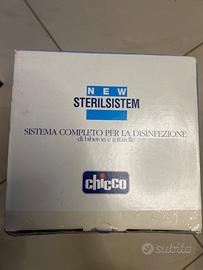 NEW
STERILSISTEM
SISTEMA COMPLETO PER LA DISINFEZIONE
di biberon e tettarelle
chicco
subito